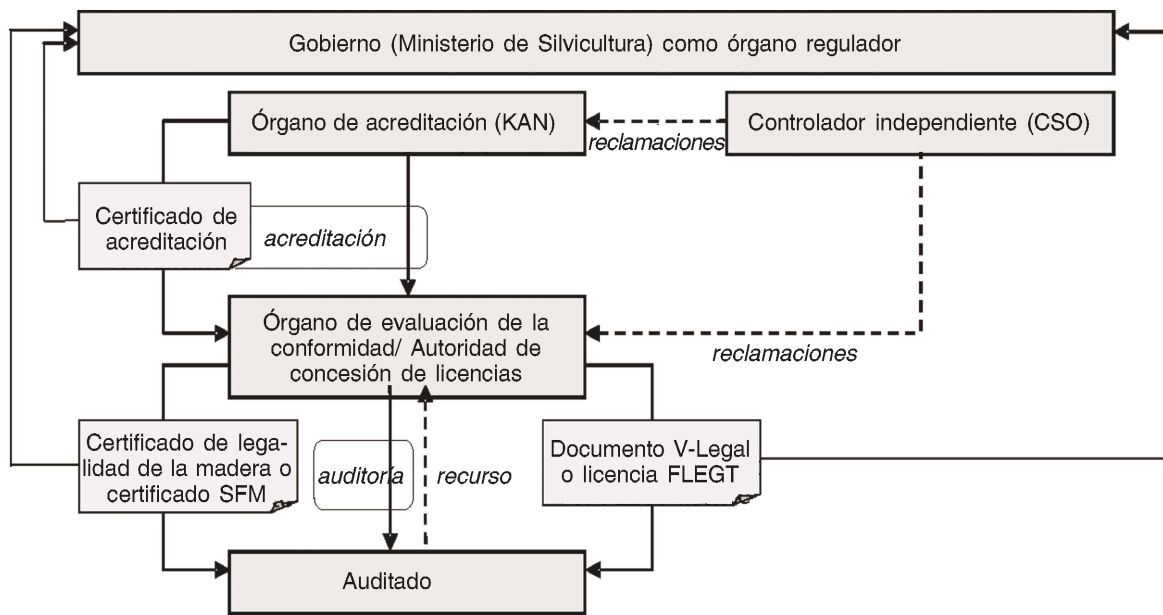 Gobierno (Ministerio de Silvicultura) como órgano regulador
Órgano de acreditación (KAN)
reclamaciones
Controlador independiente (CSO)
Certificado de
acreditación
acreditación
Órgano de evaluación de la
conformidad/ Autoridad de
concesión de licencias
reclamaciones
Certificado de lega-
lidad de la madera o
certificado SFM
auditoría
recurso
Documento V-Legal
o licencia FLEGT
Auditado